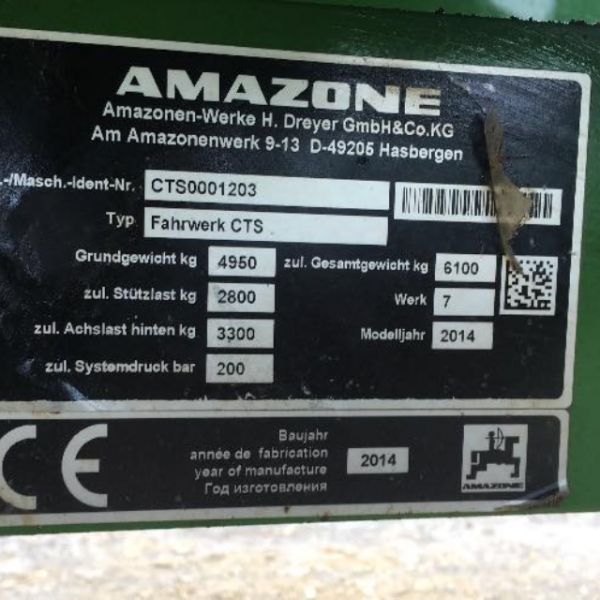 AMAZONE
Amazonen-Werke H. Dreyer GmbH&Co.KG
Am Amazonenwerk 9-13 D-49205 Hasbergen
.-/Masch.-Ident-Nr. CTS0001203
Typ Fahrwerk CTS
Grundgewicht kg 4950 zul. Gesamtgewicht kg 6100
zul. Stützlast kg 2800 Werk 7
zul. Achslast hinten kg 3300 Modelljahr 2014
zul. Systemdruck bar 200
CE
Baujahr
année de fabrication
year of manufacture
Год изготовления
2014
AMAZONE